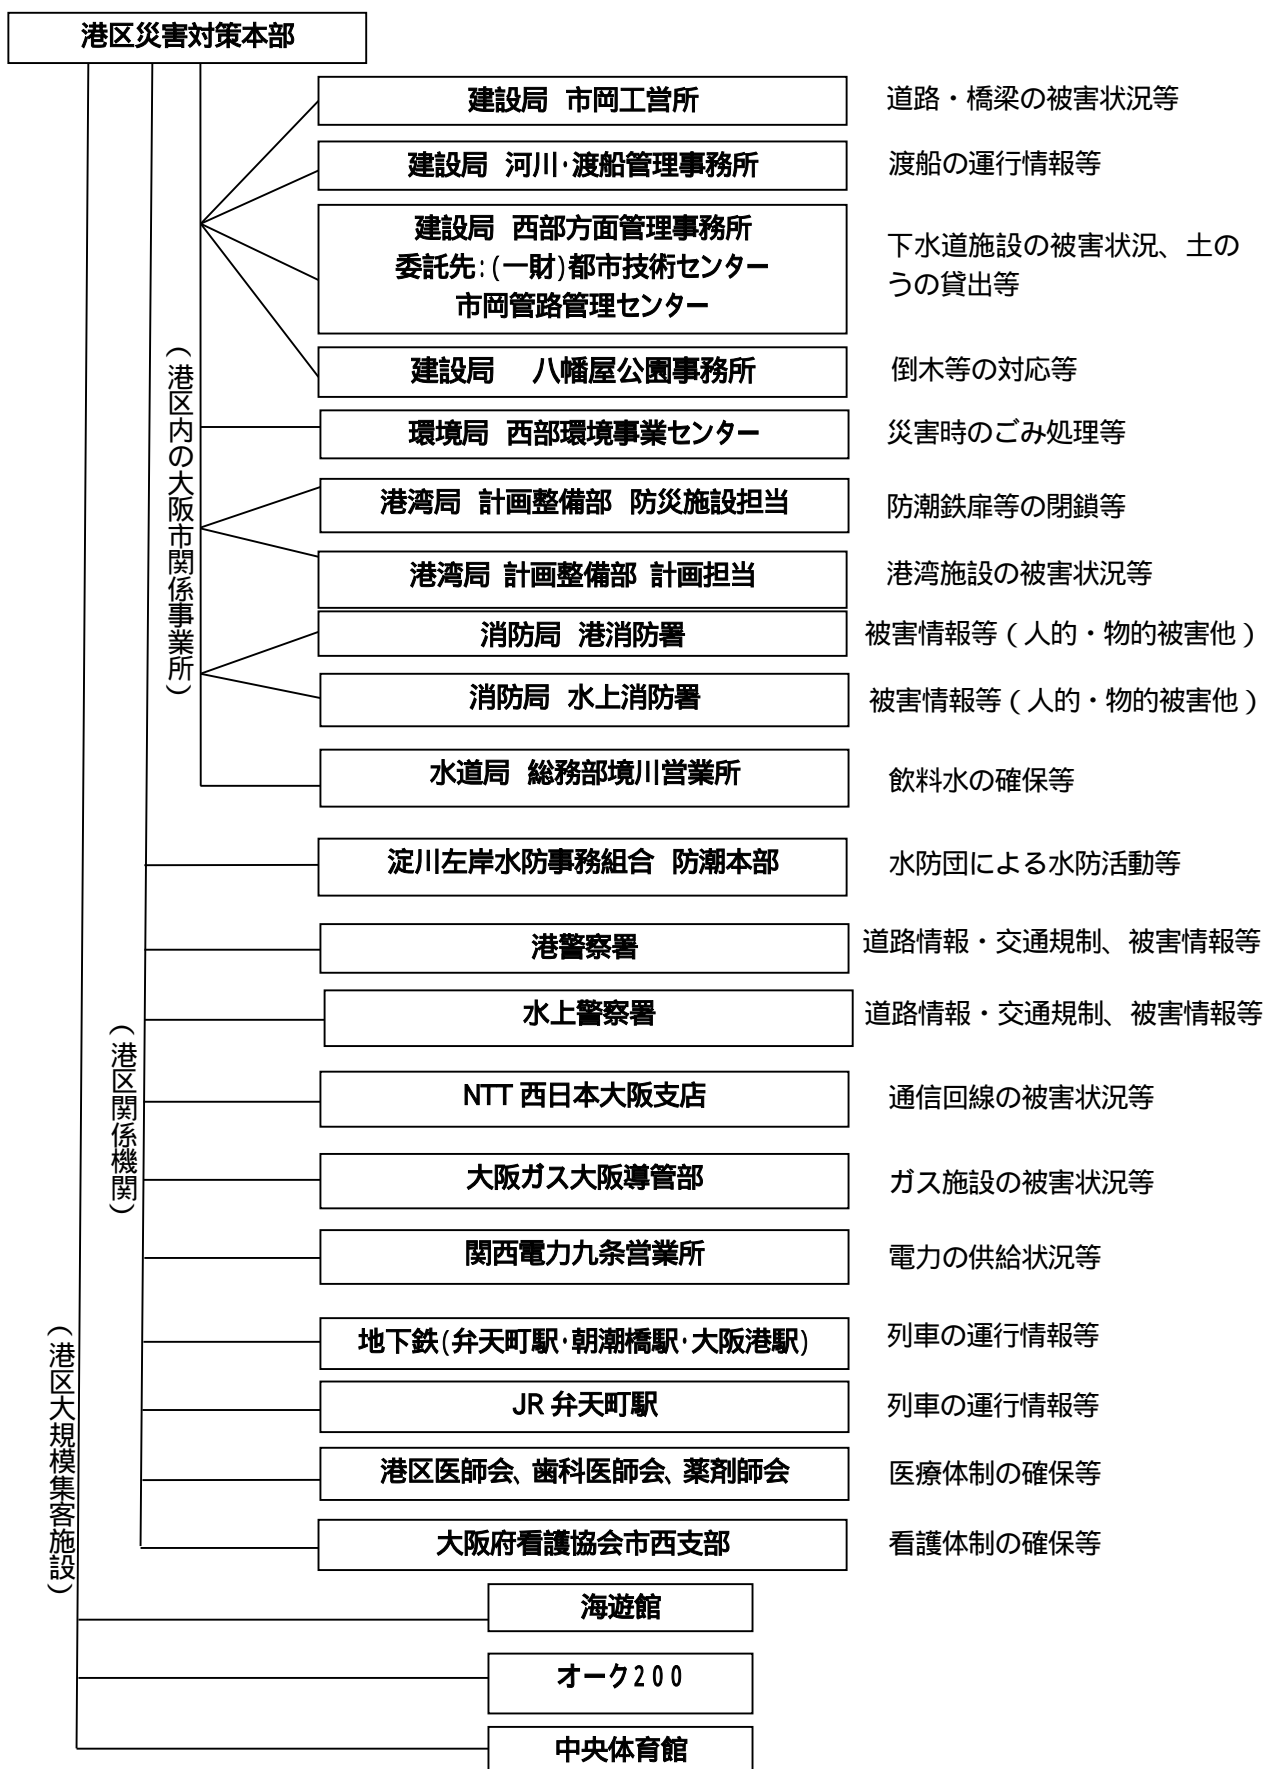 港区災害対策本部
建設局 市岡工営所
道路・橋梁の被害状況等
建設局 河川・渡船管理事務所
渡船の運行情報等
建設局 西部方面管理事務所
委託先:(一財)都市技術センター
市岡管路管理センター
下水道施設の被害状況、土の
うの貸出等
建設局 八幡屋公園事務所
倒木等の対応等
(港区内の大阪市関係事業所)
環境局 西部環境事業センター
災害時のごみ処理等
港湾局 計画整備部 防災施設担当
防潮鉄扉等の閉鎖等
港湾局 計画整備部 計画担当
港湾施設の被害状況等
消防局 港消防署
被害情報等(人的・物的被害他)
消防局 水上消防署
被害情報等(人的・物的被害他)
水道局 総務部境川営業所
飲料水の確保等
淀川左岸水防事務組合 防潮本部
水防団による水防活動等
港警察署
道路情報・交通規制、被害情報等
水上警察署
道路情報・交通規制、被害情報等
(港区関係機関)
NTT西日本大阪支店
通信回線の被害状況等
大阪ガス大阪導管部
ガス施設の被害状況等
関西電力九条営業所
電力の供給状況等
地下鉄(弁天町駅・朝潮橋駅・大阪港駅)
列車の運行情報等
JR弁天町駅
列車の運行情報等
港区医師会、歯科医師会、薬剤師会
医療体制の確保等
大阪府看護協会市西支部
看護体制の確保等
(港区大規模集客施設)
海遊館
オーク200
中央体育館